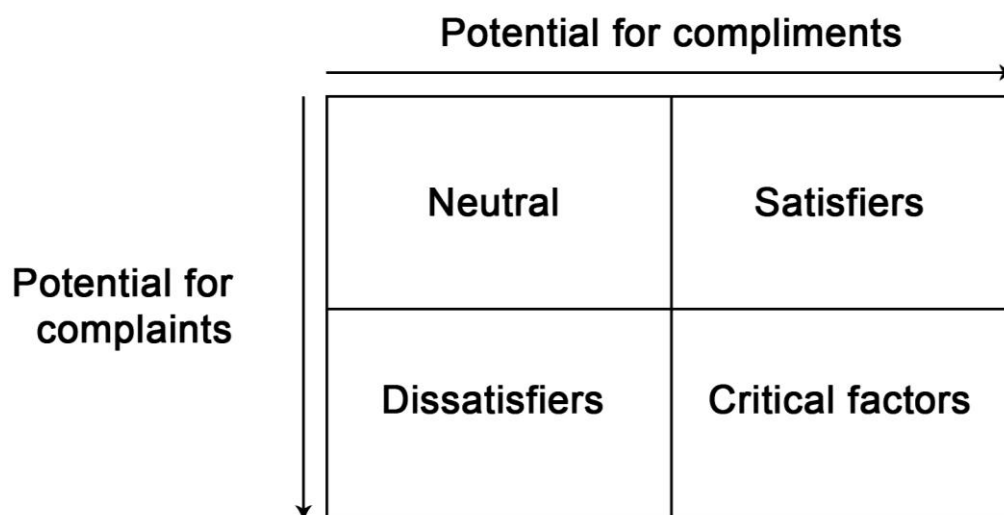 Potential for compliments
Neutral
Satisfiers
Potential for
complaints
Dissatisfiers
Critical factors